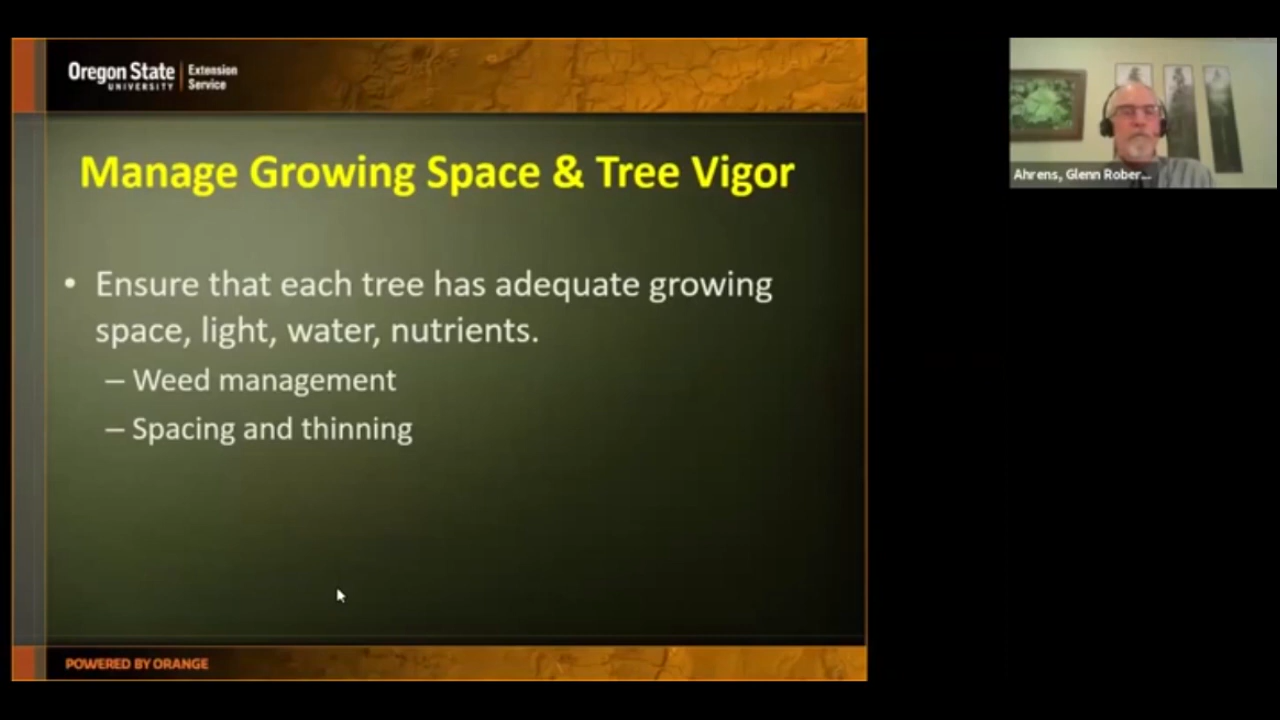 Oregon State
UNIVERSITY
Extension
Service
Manage Growing Space & Tree Vigor
• Ensure that each tree has adequate growing
space, light, water, nutrients.
– Weed management
– Spacing and thinning
POWERED BY ORANGE
Ahrens, Glenn Rober...